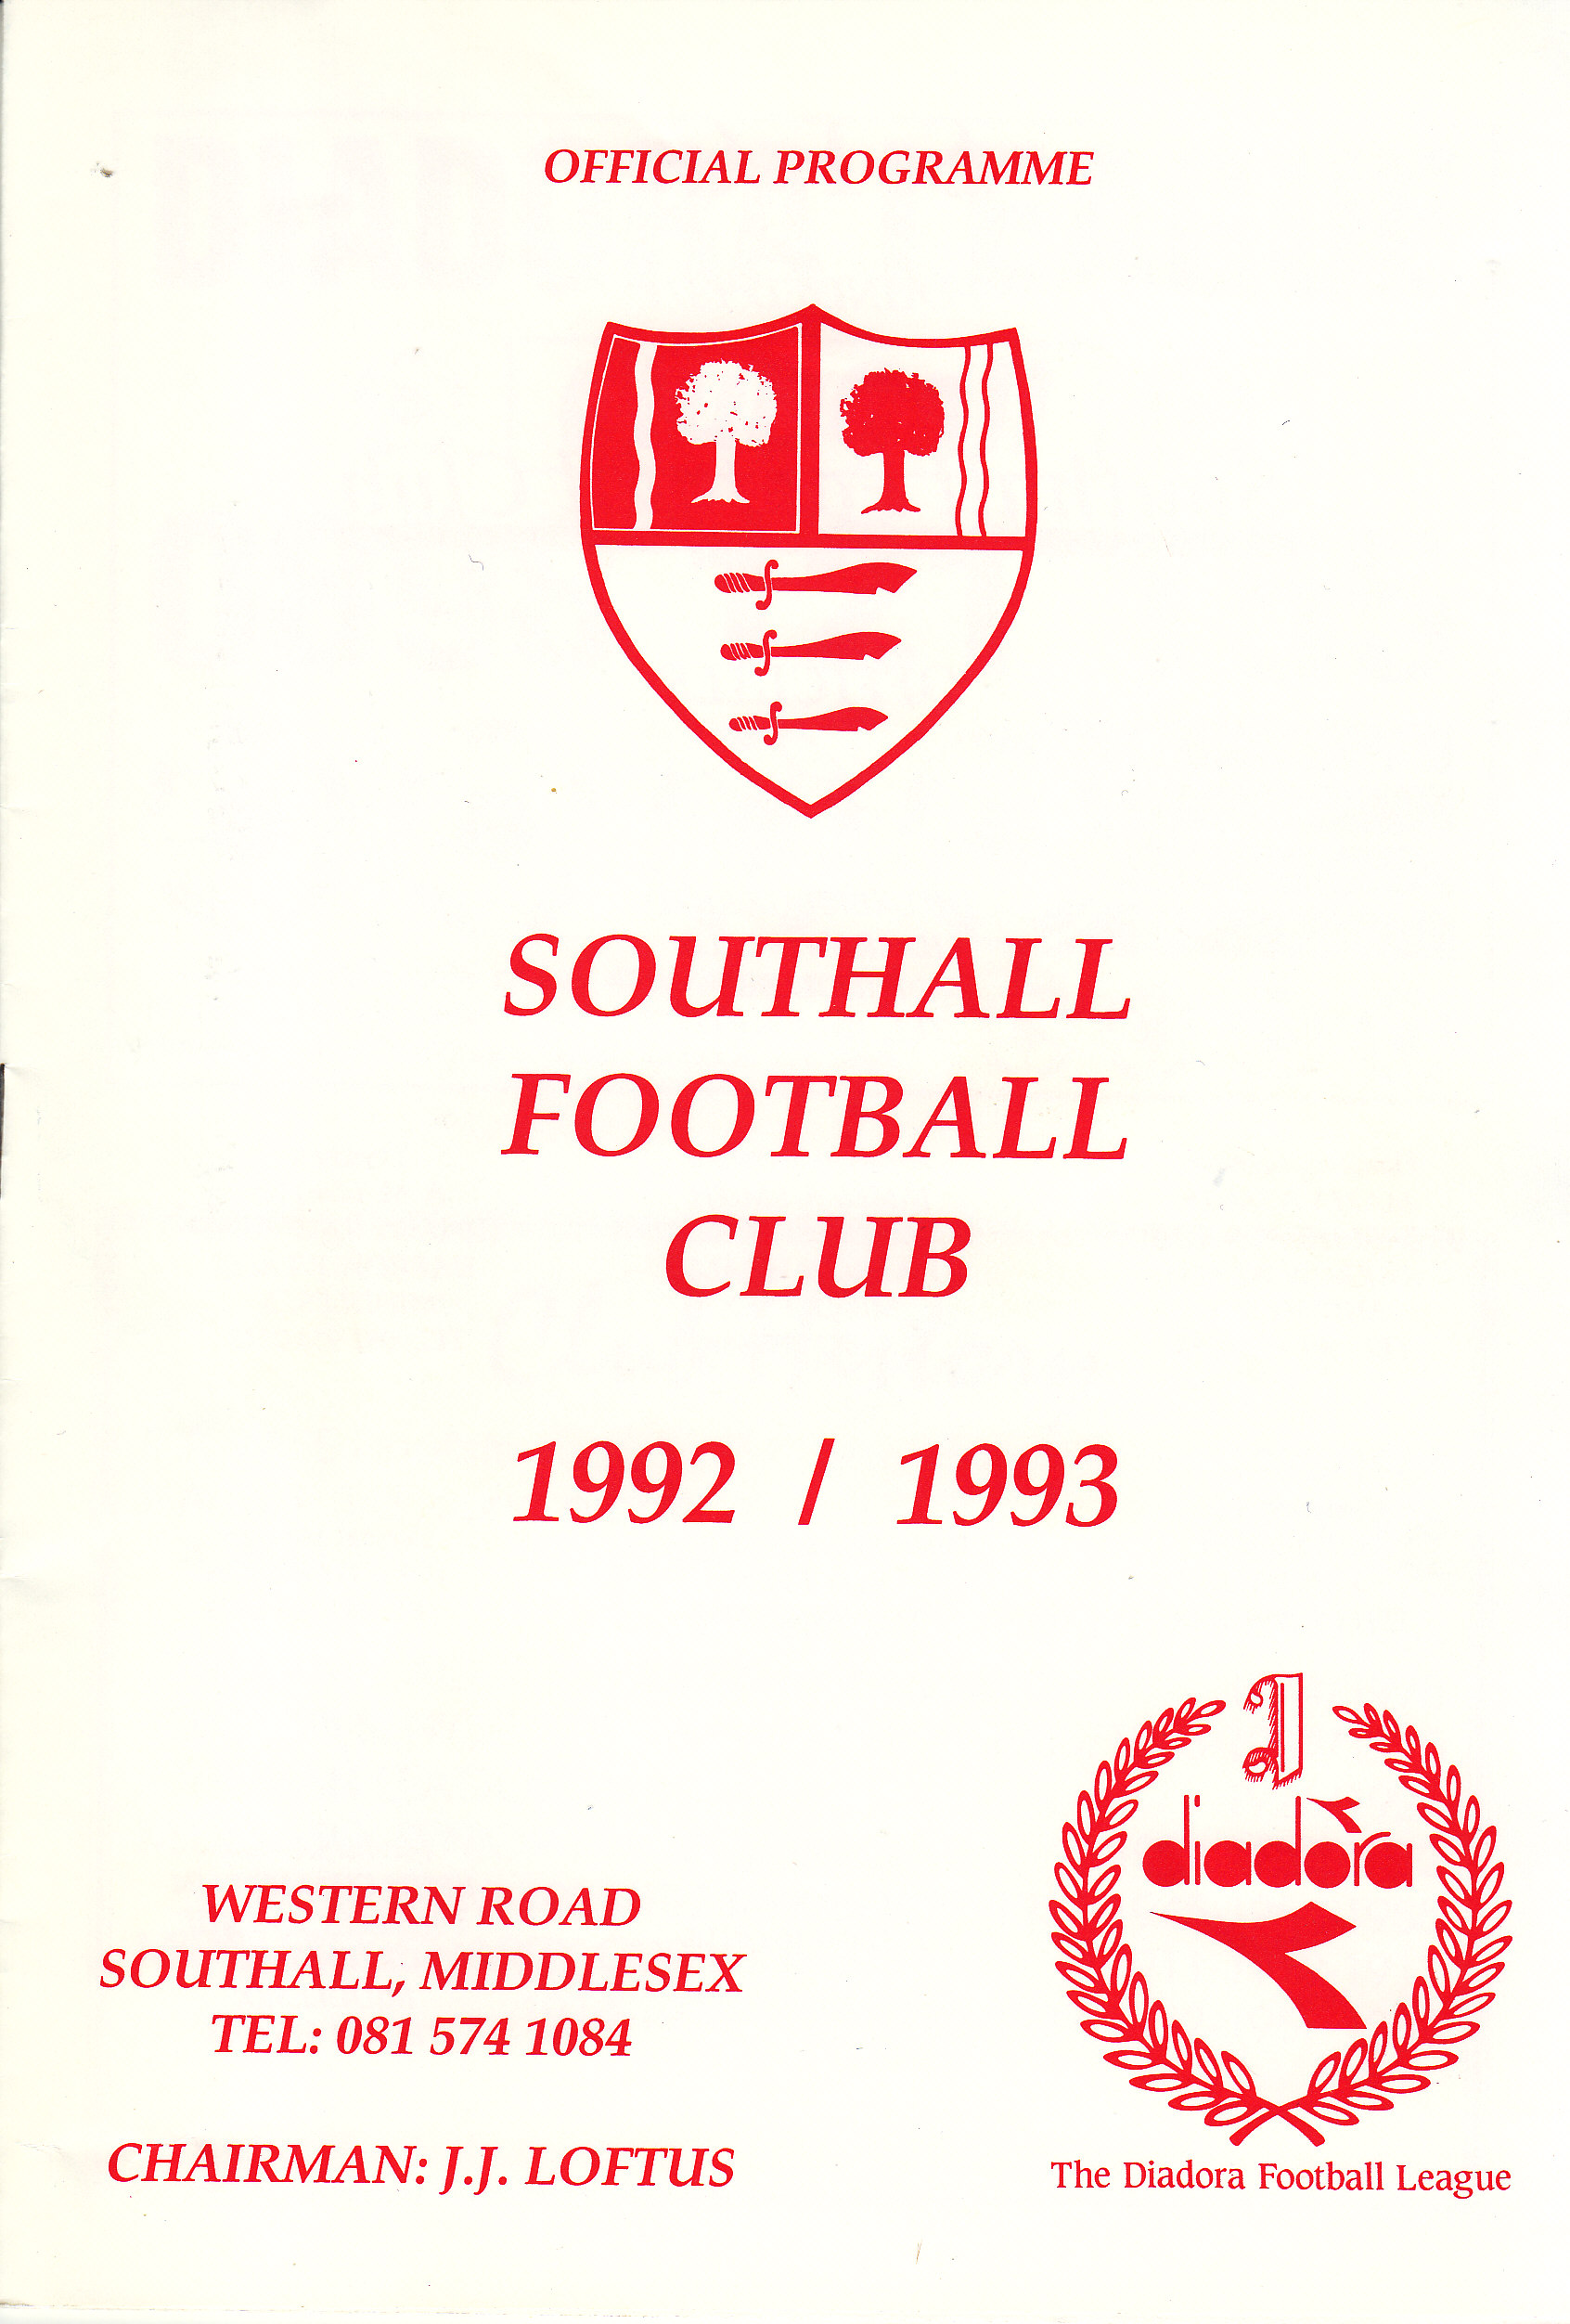 OFFICIAL PROGRAMME
SOUTHALL
FOOTBALL
CLUB
1992 / 1993
WESTERN ROAD
SOUTHALL, MIDDLESEX
TEL: 081 574 1084
CHAIRMAN: J.J. LOFTUS
diadora
The Diadora Football League